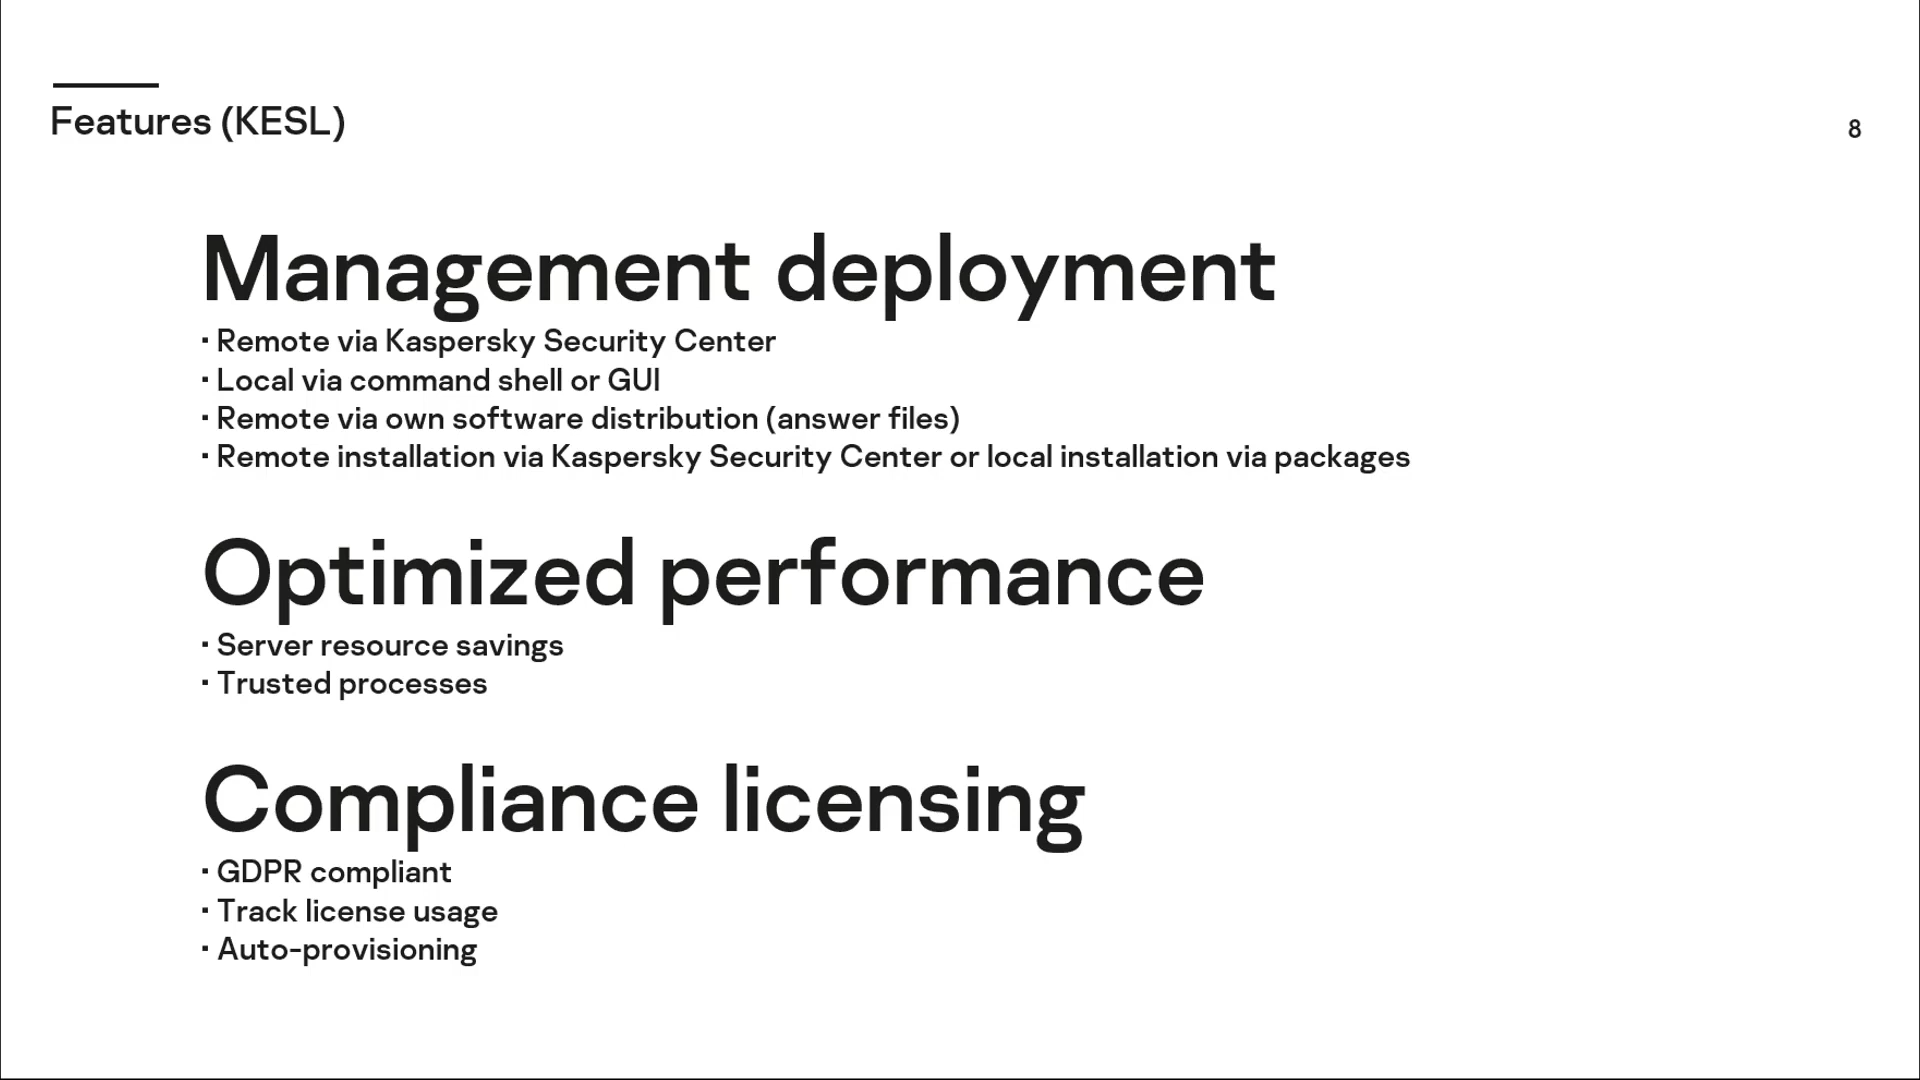 Features (KESL)
8
Management deployment
▪ Remote via Kaspersky Security Center
▪ Local via command shell or GUI
▪ Remote via own software distribution (answer files)
▪ Remote installation via Kaspersky Security Center or local installation via packages
Optimized performance
▪ Server resource savings
▪ Trusted processes
Compliance licensing
▪ GDPR compliant
▪ Track license usage
▪ Auto-provisioning